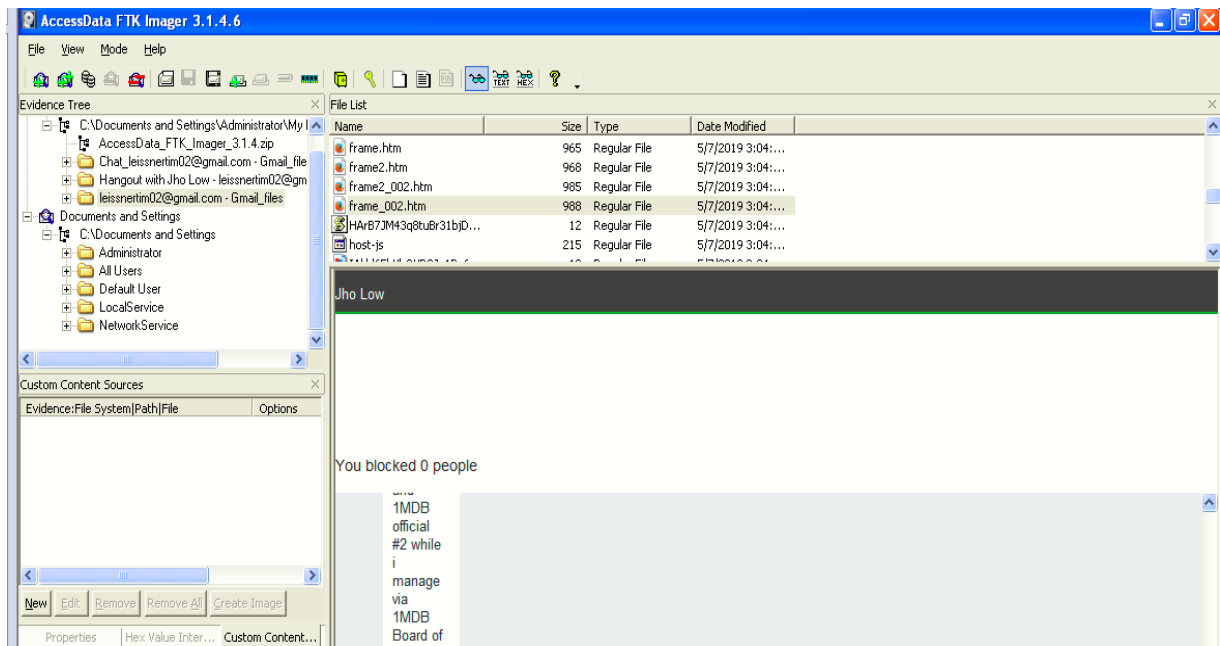 AccessData FTK Imager 3.1.4.6
File View Mode Help
Evidence Tree
C:\Documents and Settings\Administrator\My
AccessData_FTK_Imager_3.1.4.zip
Chat_leissnertim02@gmail.com - Gmail_file
Hangout with Jho Low - leissnertim02@gm
leissnertim02@gmail.com - Gmail_files
Documents and Settings
C:\Documents and Settings
Administrator
All Users
Default User
LocalService
NetworkService
Custom Content Sources
Evidence:File System|Path|File Options
New Edit Remove Remove All Create Image
Properties Hex Value Inter... Custom Content...
File List
Name Size Type Date Modified
frame.htm 965 Regular File 5/7/2019 3:04:...
frame2.htm 968 Regular File 5/7/2019 3:04:...
frame2_002.htm 985 Regular File 5/7/2019 3:04:...
frame_002.htm 988 Regular File 5/7/2019 3:04:...
HArB7JM43q8tuBr31bjD... 12 Regular File 5/7/2019 3:04:...
host-js 215 Regular File 5/7/2019 3:04:...
Jho Low
You blocked 0 people
1MDB
official
#2 while
i
manage
via
1MDB
Board of